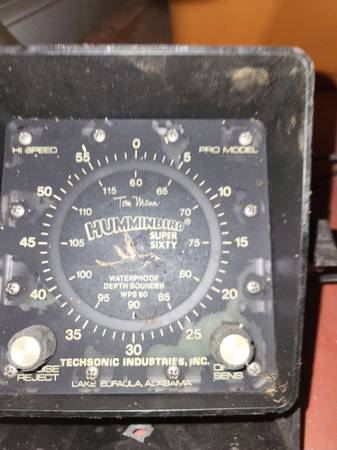 HI SPEED
PRO MODEL
0
5
10
15
20
25
30
35
40
45
50
55
60
65
70
75
80
85
90
95
100
105
110
115
Tom Mann
HUMMINBIRD
SUPER
SIXTY
WATERPROOF
DEPTH SOUNDER
WPS 60
TECHSONIC INDUSTRIES, INC.
LAKE EUFAULA, ALABAMA
REJECT
SENS